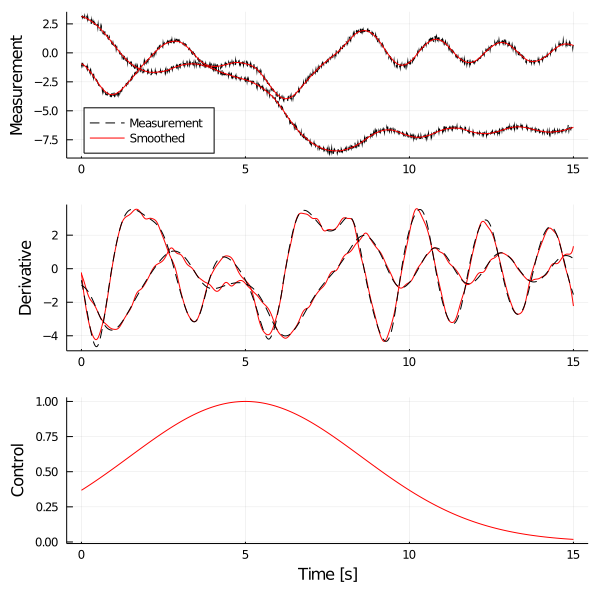 Measurement
2.5
0.0
−2.5
−5.0
−7.5
Measurement
Smoothed
0 5 10 15
Time [s]
Derivative
2
0
−2
−4
0 5 10 15
Control
1.00
0.75
0.50
0.25
0.00
0 5 10 15
Time [s]